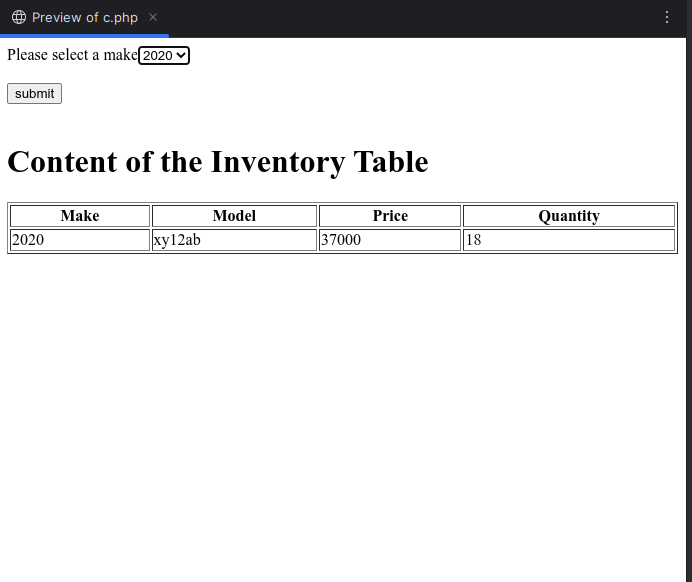 Preview of c.php
Please select a make 2020
submit
Content of the Inventory Table
Make Model Price Quantity
2020 xy12ab 37000 18